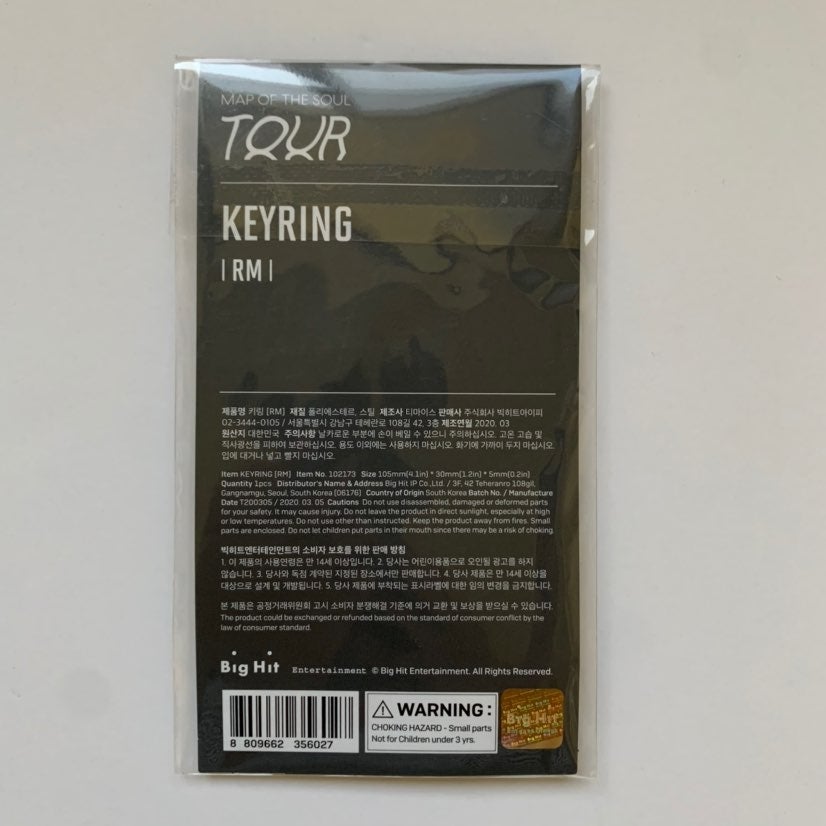 MAP OF THE SOUL
TOUR
KEYRING
| RM |
제품명 키링 [RM] 재질 폴리에스테르, 스틸 제조사 티마이스 판매사 주식회사 빅히트아이피
02-3444-0105 / 서울특별시 강남구 테헤란로 108길 42, 3층 제조연월 2020. 03
원산지 대한민국 주의사항 날카로운 부분에 손이 베일 수 있으니 주의하십시오. 고온 고습 및
직사광선을 피하여 보관하십시오. 용도 이외에는 사용하지 마십시오. 화기에 가까이 두지 마십시오.
입에 대거나 넣고 빨지 마십시오.
Item KEYRING [RM] Item No. 102173 Size 105mm(4.1in) * 30mm(1.2in) * 5mm(0.2in)
Quantity 1pcs Distributor's Name & Address Big Hit IP Co.,Ltd. / 3F, 42 Teheranro 108gil,
Gangnamgu, Seoul, South Korea [06176] Country of Origin South Korea Batch No. / Manufacture
Date T200305 / 2020. 03. 05 Cautions Do not use disassembled, damaged or deformed parts
for your safety. It may cause injury. Do not leave the product in direct sunlight, especially at high
or low temperatures. Do not use other than instructed. Keep the product away from fires. Small
parts are enclosed. Do not let children put parts in their mouth since there may be a risk of choking.
빅히트엔터테인먼트의 소비자 보호를 위한 판매 방침
1. 이 제품의 사용연령은 만 14세 이상입니다. 2. 당사는 어린이용품으로 오인될 광고를 하지
않습니다. 3. 당사와 독점 계약된 지정된 장소에서만 판매합니다. 4. 당사 제품은 만 14세 이상을
대상으로 설계 및 개발됩니다. 5. 당사 제품에 부착되는 표시라벨에 대한 임의 변경을 금지합니다.
본 제품은 공정거래위원회 고시 소비자 분쟁해결 기준에 의거 교환 및 보상을 받으실 수 있습니다.
The product could be exchanged or refunded based on the standard of consumer conflict by the
law of consumer standard.
Big Hit Entertainment © Big Hit Entertainment. All Rights Reserved.
8 809662 356027
WARNING :
CHOKING HAZARD - Small parts
Not for Children under 3 yrs.
Big Hit